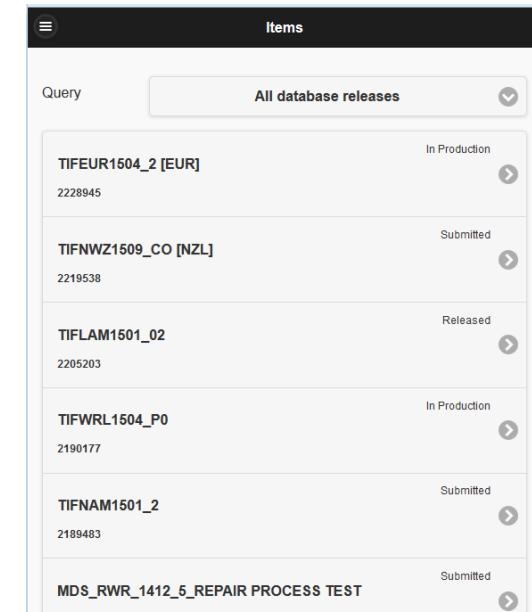 Items
Query
All database releases
In Production
TIFEUR1504_2 [EUR]
2228945
Submitted
TIFNWZ1509_CO [NZL]
2219538
Released
TIFLAM1501_02
2205203
In Production
TIFWRL1504_P0
2190177
Submitted
TIFNAM1501_2
2189483
Submitted
MDS_RWR_1412_5_REPAIR PROCESS TEST